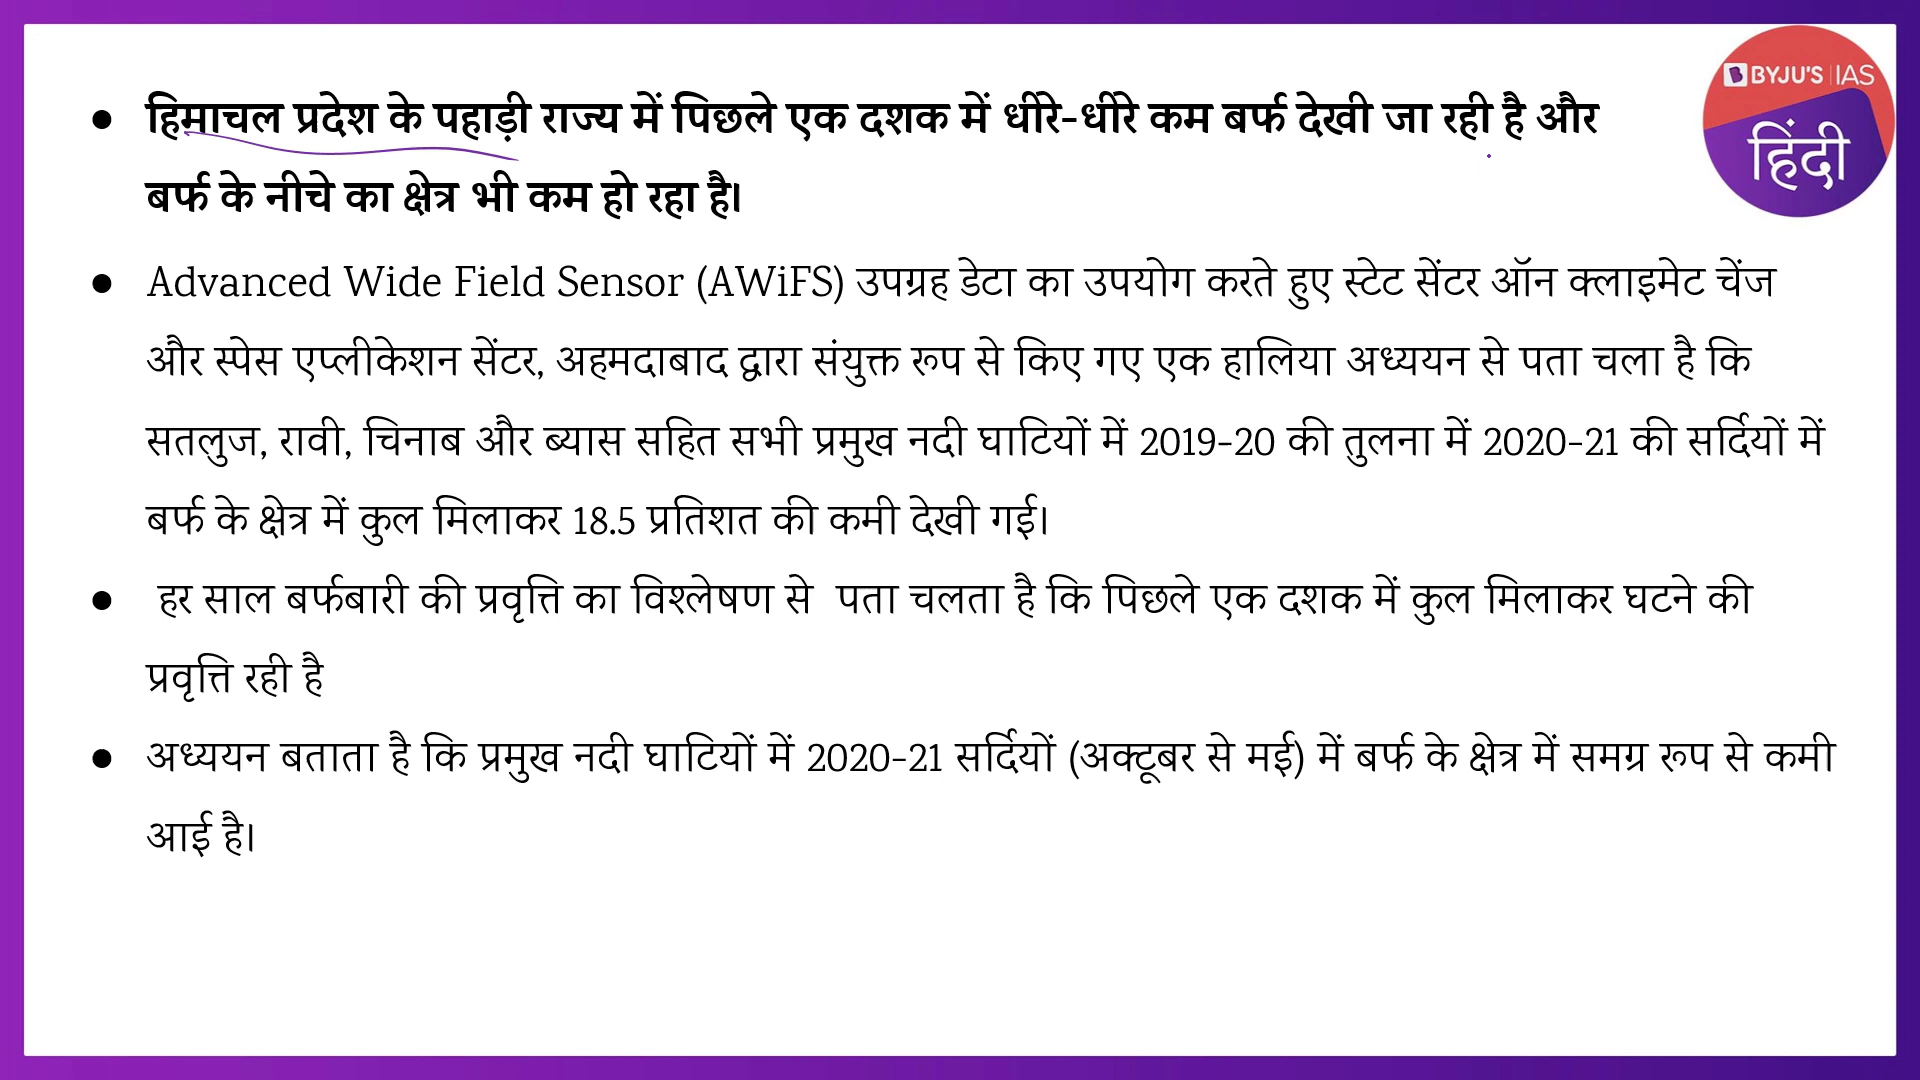 BYJU'S IAS
हिंदी
● हिमाचल प्रदेश के पहाड़ी राज्य में पिछले एक दशक में धीरे-धीरे कम बर्फ देखी जा रही है और
बर्फ के नीचे का क्षेत्र भी कम हो रहा है।
● Advanced Wide Field Sensor (AWiFS) उपग्रह डेटा का उपयोग करते हुए स्टेट सेंटर ऑन क्लाइमेट चेंज
और स्पेस एप्लीकेशन सेंटर, अहमदाबाद द्वारा संयुक्त रूप से किए गए एक हालिया अध्ययन से पता चला है कि
सतलुज, रावी, चिनाब और ब्यास सहित सभी प्रमुख नदी घाटियों में 2019-20 की तुलना में 2020-21 की सर्दियों में
बर्फ के क्षेत्र में कुल मिलाकर 18.5 प्रतिशत की कमी देखी गई।
● हर साल बर्फबारी की प्रवृत्ति का विश्लेषण से पता चलता है कि पिछले एक दशक में कुल मिलाकर घटने की
प्रवृत्ति रही है
● अध्ययन बताता है कि प्रमुख नदी घाटियों में 2020-21 सर्दियों (अक्टूबर से मई) में बर्फ के क्षेत्र में समग्र रूप से कमी
आई है।